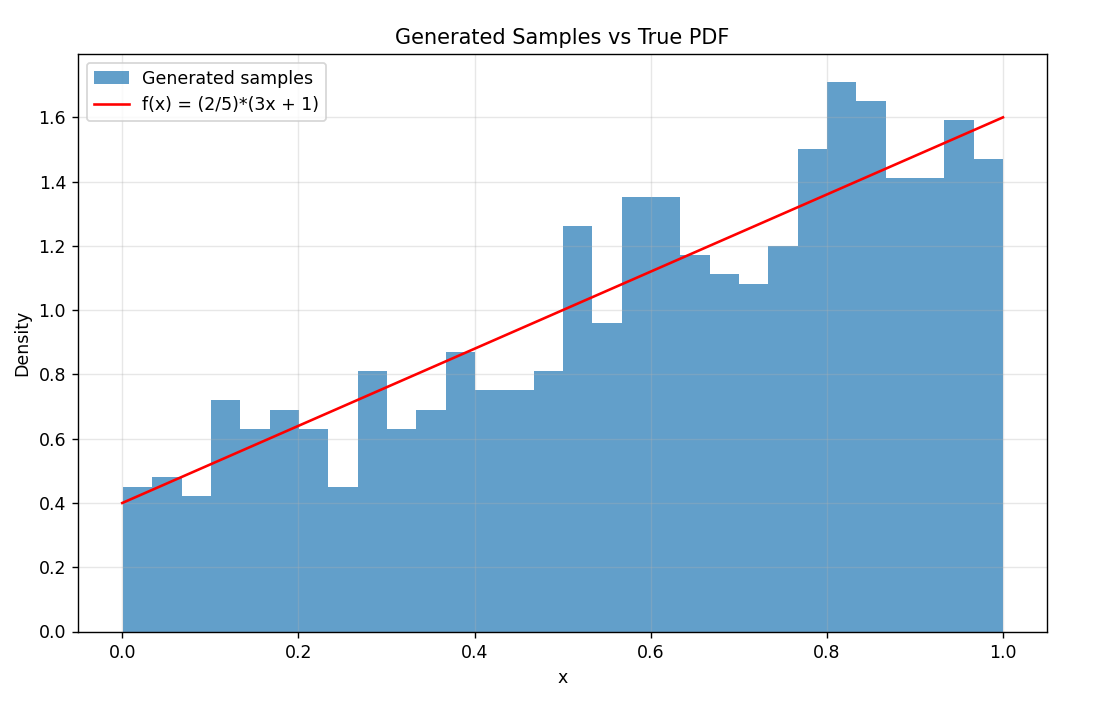 Generated Samples vs True PDF
Generated samples
f(x) = (2/5)*(3x + 1)
Density
1.6
1.4
1.2
1.0
0.8
0.6
0.4
0.2
0.0
0.0 0.2 0.4 0.6 0.8 1.0
x